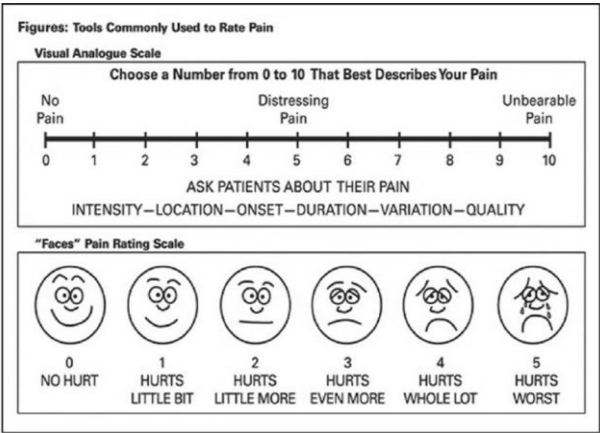 Figures: Tools Commonly Used to Rate Pain
Visual Analogue Scale
Choose a Number from 0 to 10 That Best Describes Your Pain
No Distressing Unbearable
Pain Pain Pain
0 1 2 3 4 5 6 7 8 9 10
ASK PATIENTS ABOUT THEIR PAIN
INTENSITY—LOCATION—ONSET—DURATION—VARIATION—QUALITY
"Faces" Pain Rating Scale
0 1 2 3 4 5
NO HURT HURTS HURTS HURTS HURTS HURTS
LITTLE BIT LITTLE MORE EVEN MORE WHOLE LOT WORST